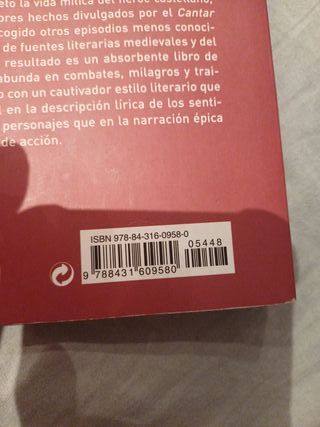 la vida mítica del héroe castellano,
ores hechos divulgados por el Cantar
cogido otros episodios menos conoci-
de fuentes literarias medievales y del
resultado es un absorbente libro de
abunda en combates, milagros y trai-
o con un cautivador estilo literario que
l en la descripción lírica de los senti-
personajes que en la narración épica
de acción.
ISBN 978-84-316-0958-0
05448
9 788431 609580